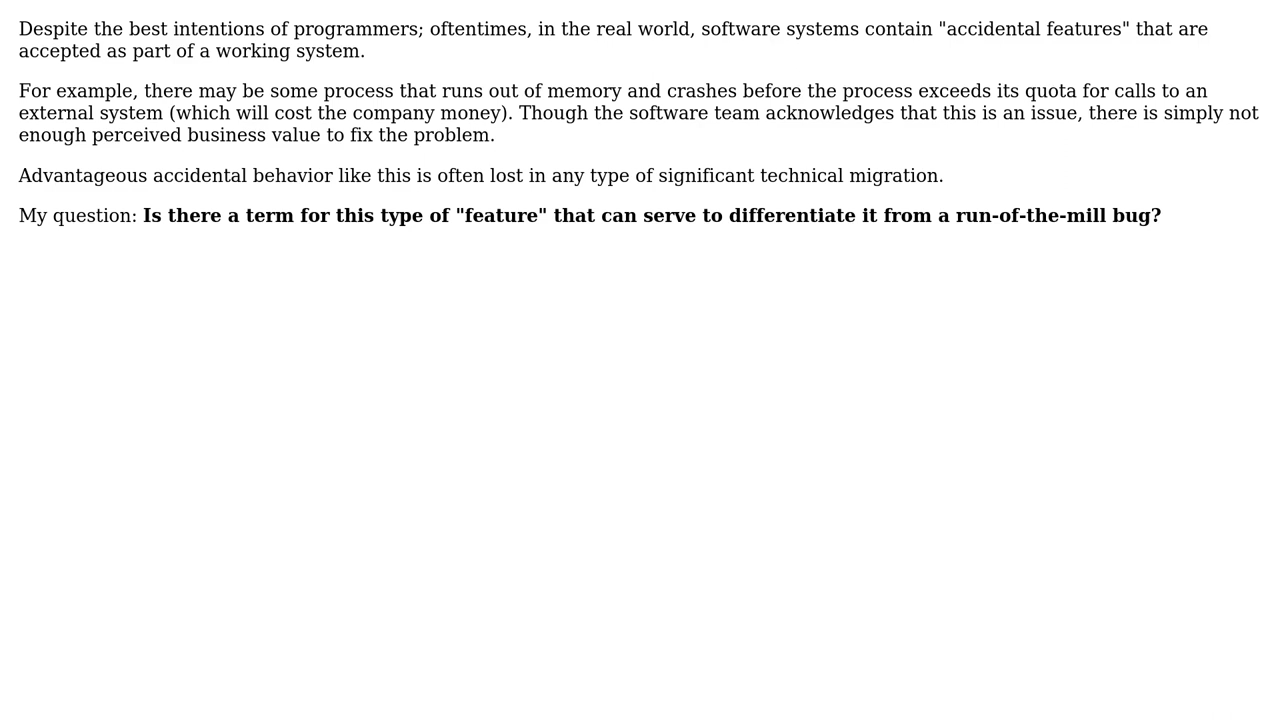 Despite the best intentions of programmers; oftentimes, in the real world, software systems contain "accidental features" that are
accepted as part of a working system.
For example, there may be some process that runs out of memory and crashes before the process exceeds its quota for calls to an
external system (which will cost the company money). Though the software team acknowledges that this is an issue, there is simply not
enough perceived business value to fix the problem.
Advantageous accidental behavior like this is often lost in any type of significant technical migration.
My question: Is there a term for this type of "feature" that can serve to differentiate it from a run-of-the-mill bug?